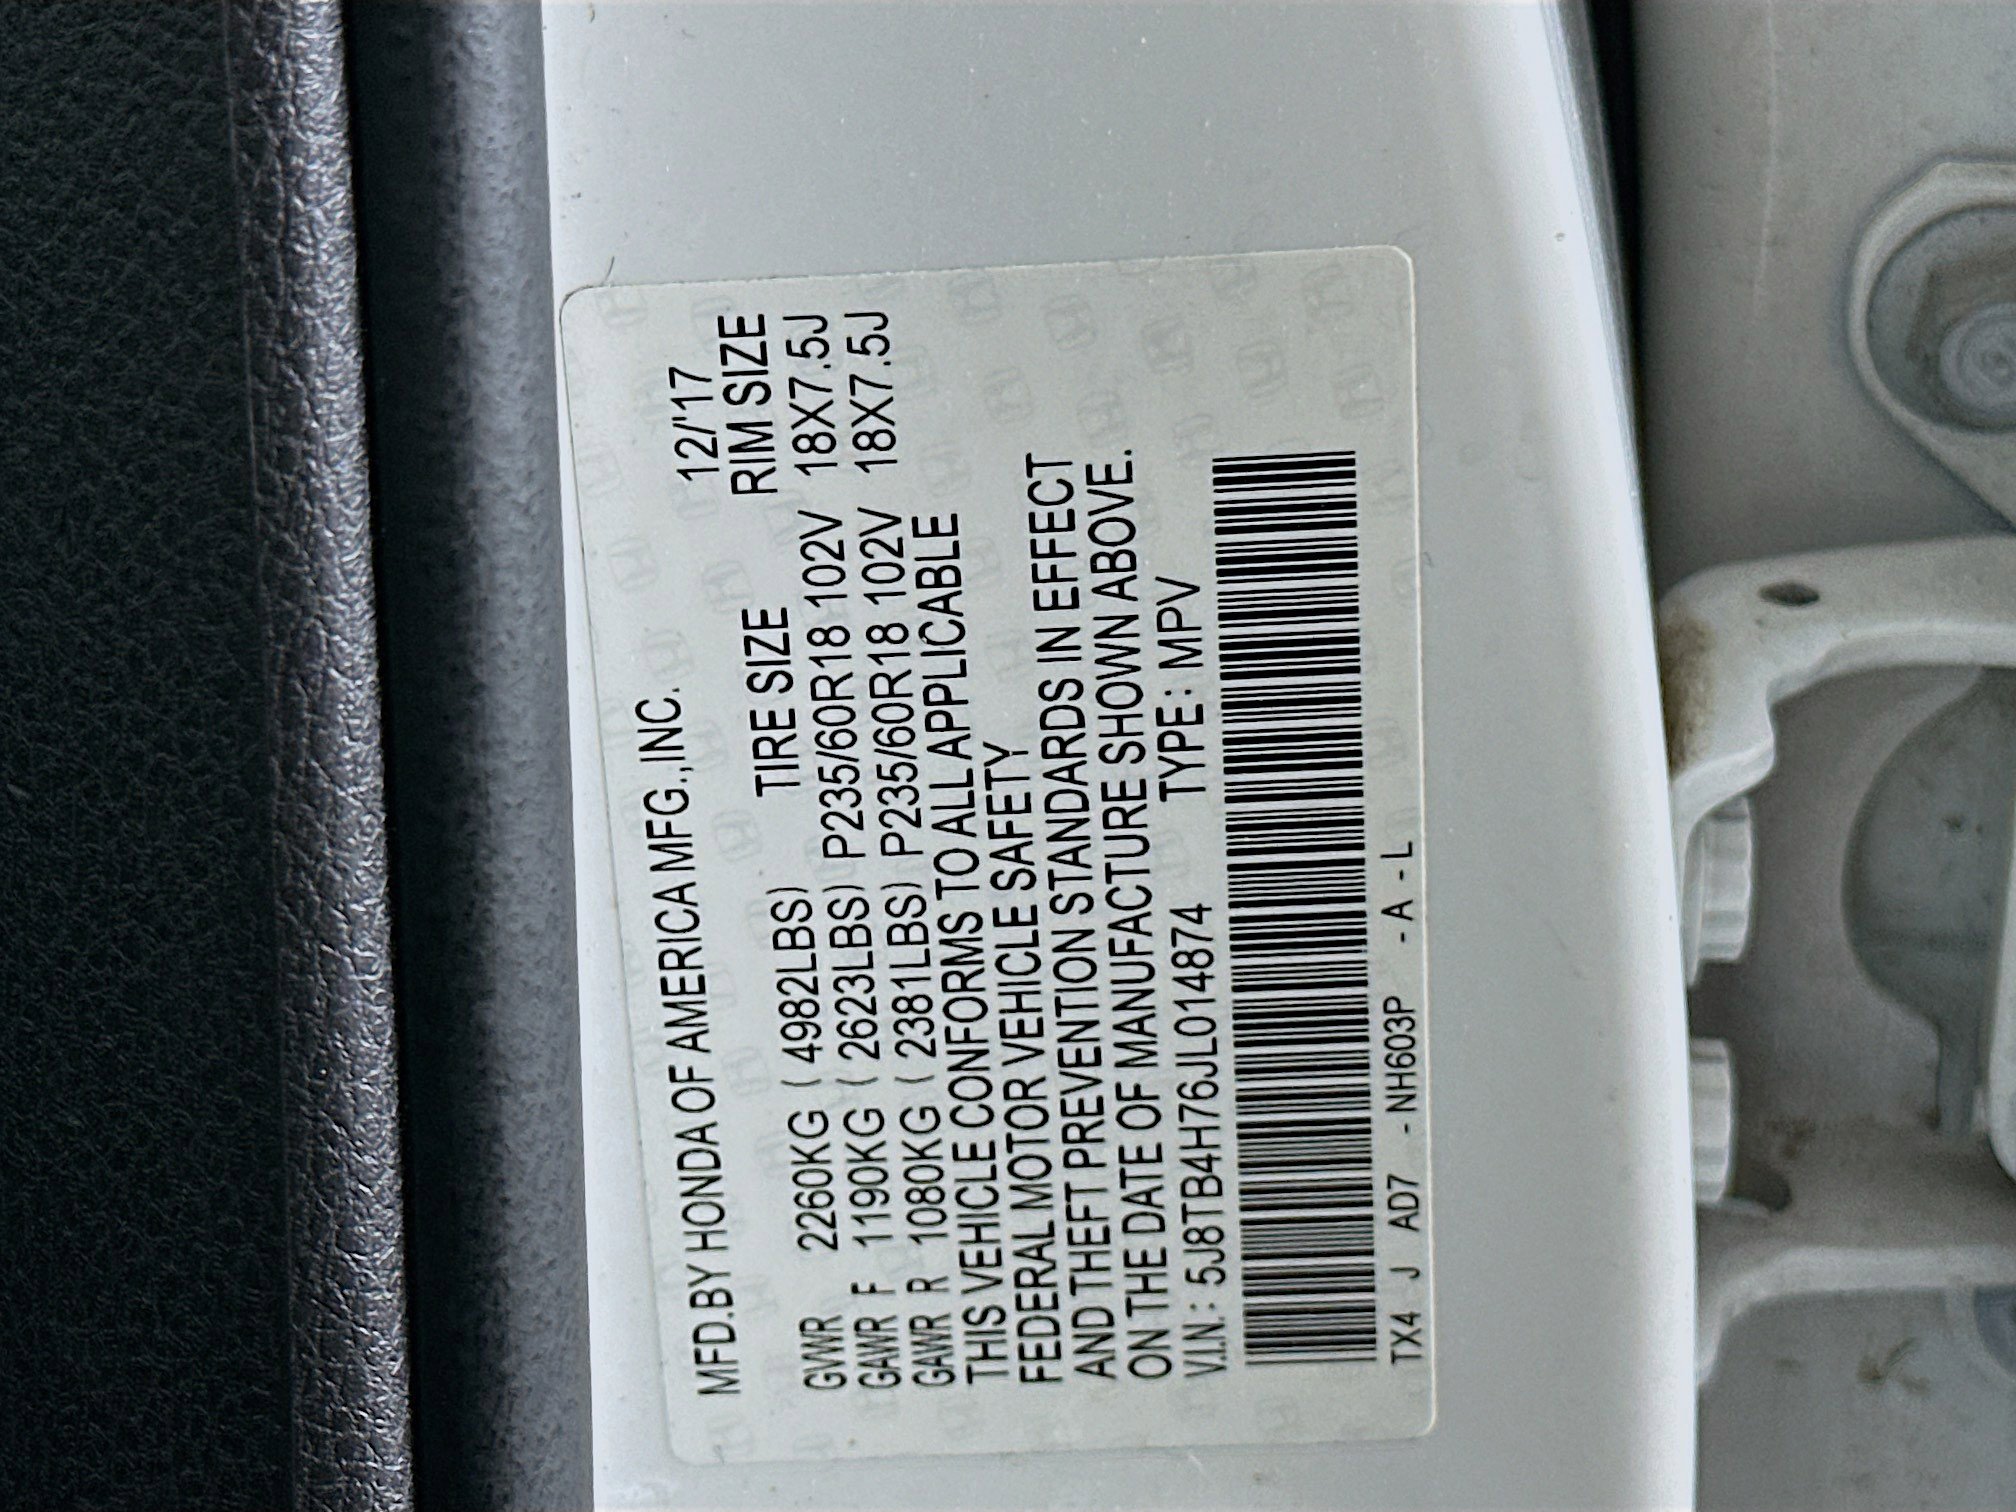 MFD.BY HONDA OF AMERICA MFG.,INC. 12/'17
TIRE SIZE RIM SIZE
GVWR 2260KG ( 4982LBS)
GAWR F 1190KG ( 2623LBS) P235/60R18 102V 18X7.5J
GAWR R 1080KG ( 2381LBS) P235/60R18 102V 18X7.5J
THIS VEHICLE CONFORMS TO ALL APPLICABLE
FEDERAL MOTOR VEHICLE SAFETY
AND THEFT PREVENTION STANDARDS IN EFFECT
ON THE DATE OF MANUFACTURE SHOWN ABOVE.
V.I.N.: 5J8TB4H76JL014874 TYPE: MPV
TX4 J AD7 -NH603P -A -L